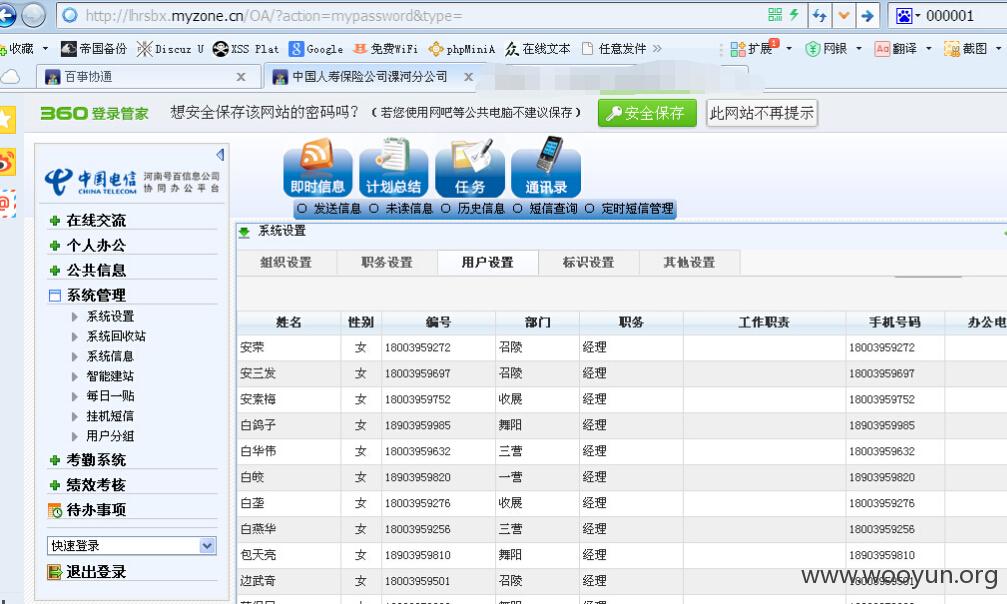 http://lhrsbx.myzone.cn/OA/?action=mypassword&type=
000001
收藏 帝国备份 Discuz U XSS Plat Google 免费WiFi phpMiniA 在线文本 任意发件 » 扩展 网银 Aa 翻译 截图
百事协通 x 中国人寿保险公司漯河分公司 x
360 登录管家 想安全保存该网站的密码吗？ （若您使用网吧等公共电脑不建议保存） 安全保存 此网站不再提示
中国电信 CHINA TELECOM
河南号百信息公司
协同办公平台
即时信息 计划总结 任务 通讯录
发送信息 未读信息 历史信息 短信查询 定时短信管理
在线交流
个人办公
公共信息
系统管理
系统设置
系统回收站
系统信息
智能建站
每日一贴
挂机短信
用户分组
考勤系统
绩效考核
待办事项
快速登录
退出登录
系统设置
组织设置 职务设置 用户设置 标识设置 其他设置
姓名 性别 编号 部门 职务 工作职责 手机号码 办公电
安荣 女 18003959272 召陵 经理 18003959272
安三发 女 18003959697 召陵 经理 18003959697
安素梅 女 18003959752 收展 经理 18003959752
白鸽子 女 18903959985 舞阳 经理 18903959985
白华伟 女 18003959632 三营 经理 18003959632
白皎 女 18903959820 一营 经理 18903959820
白垄 女 18003959276 收展 经理 18003959276
白燕华 女 18003959256 三营 经理 18003959256
包天亮 女 18903959810 舞阳 经理 18903959810
边武奇 女 18003959501 召陵 经理 18003959501
www.wooyun.org